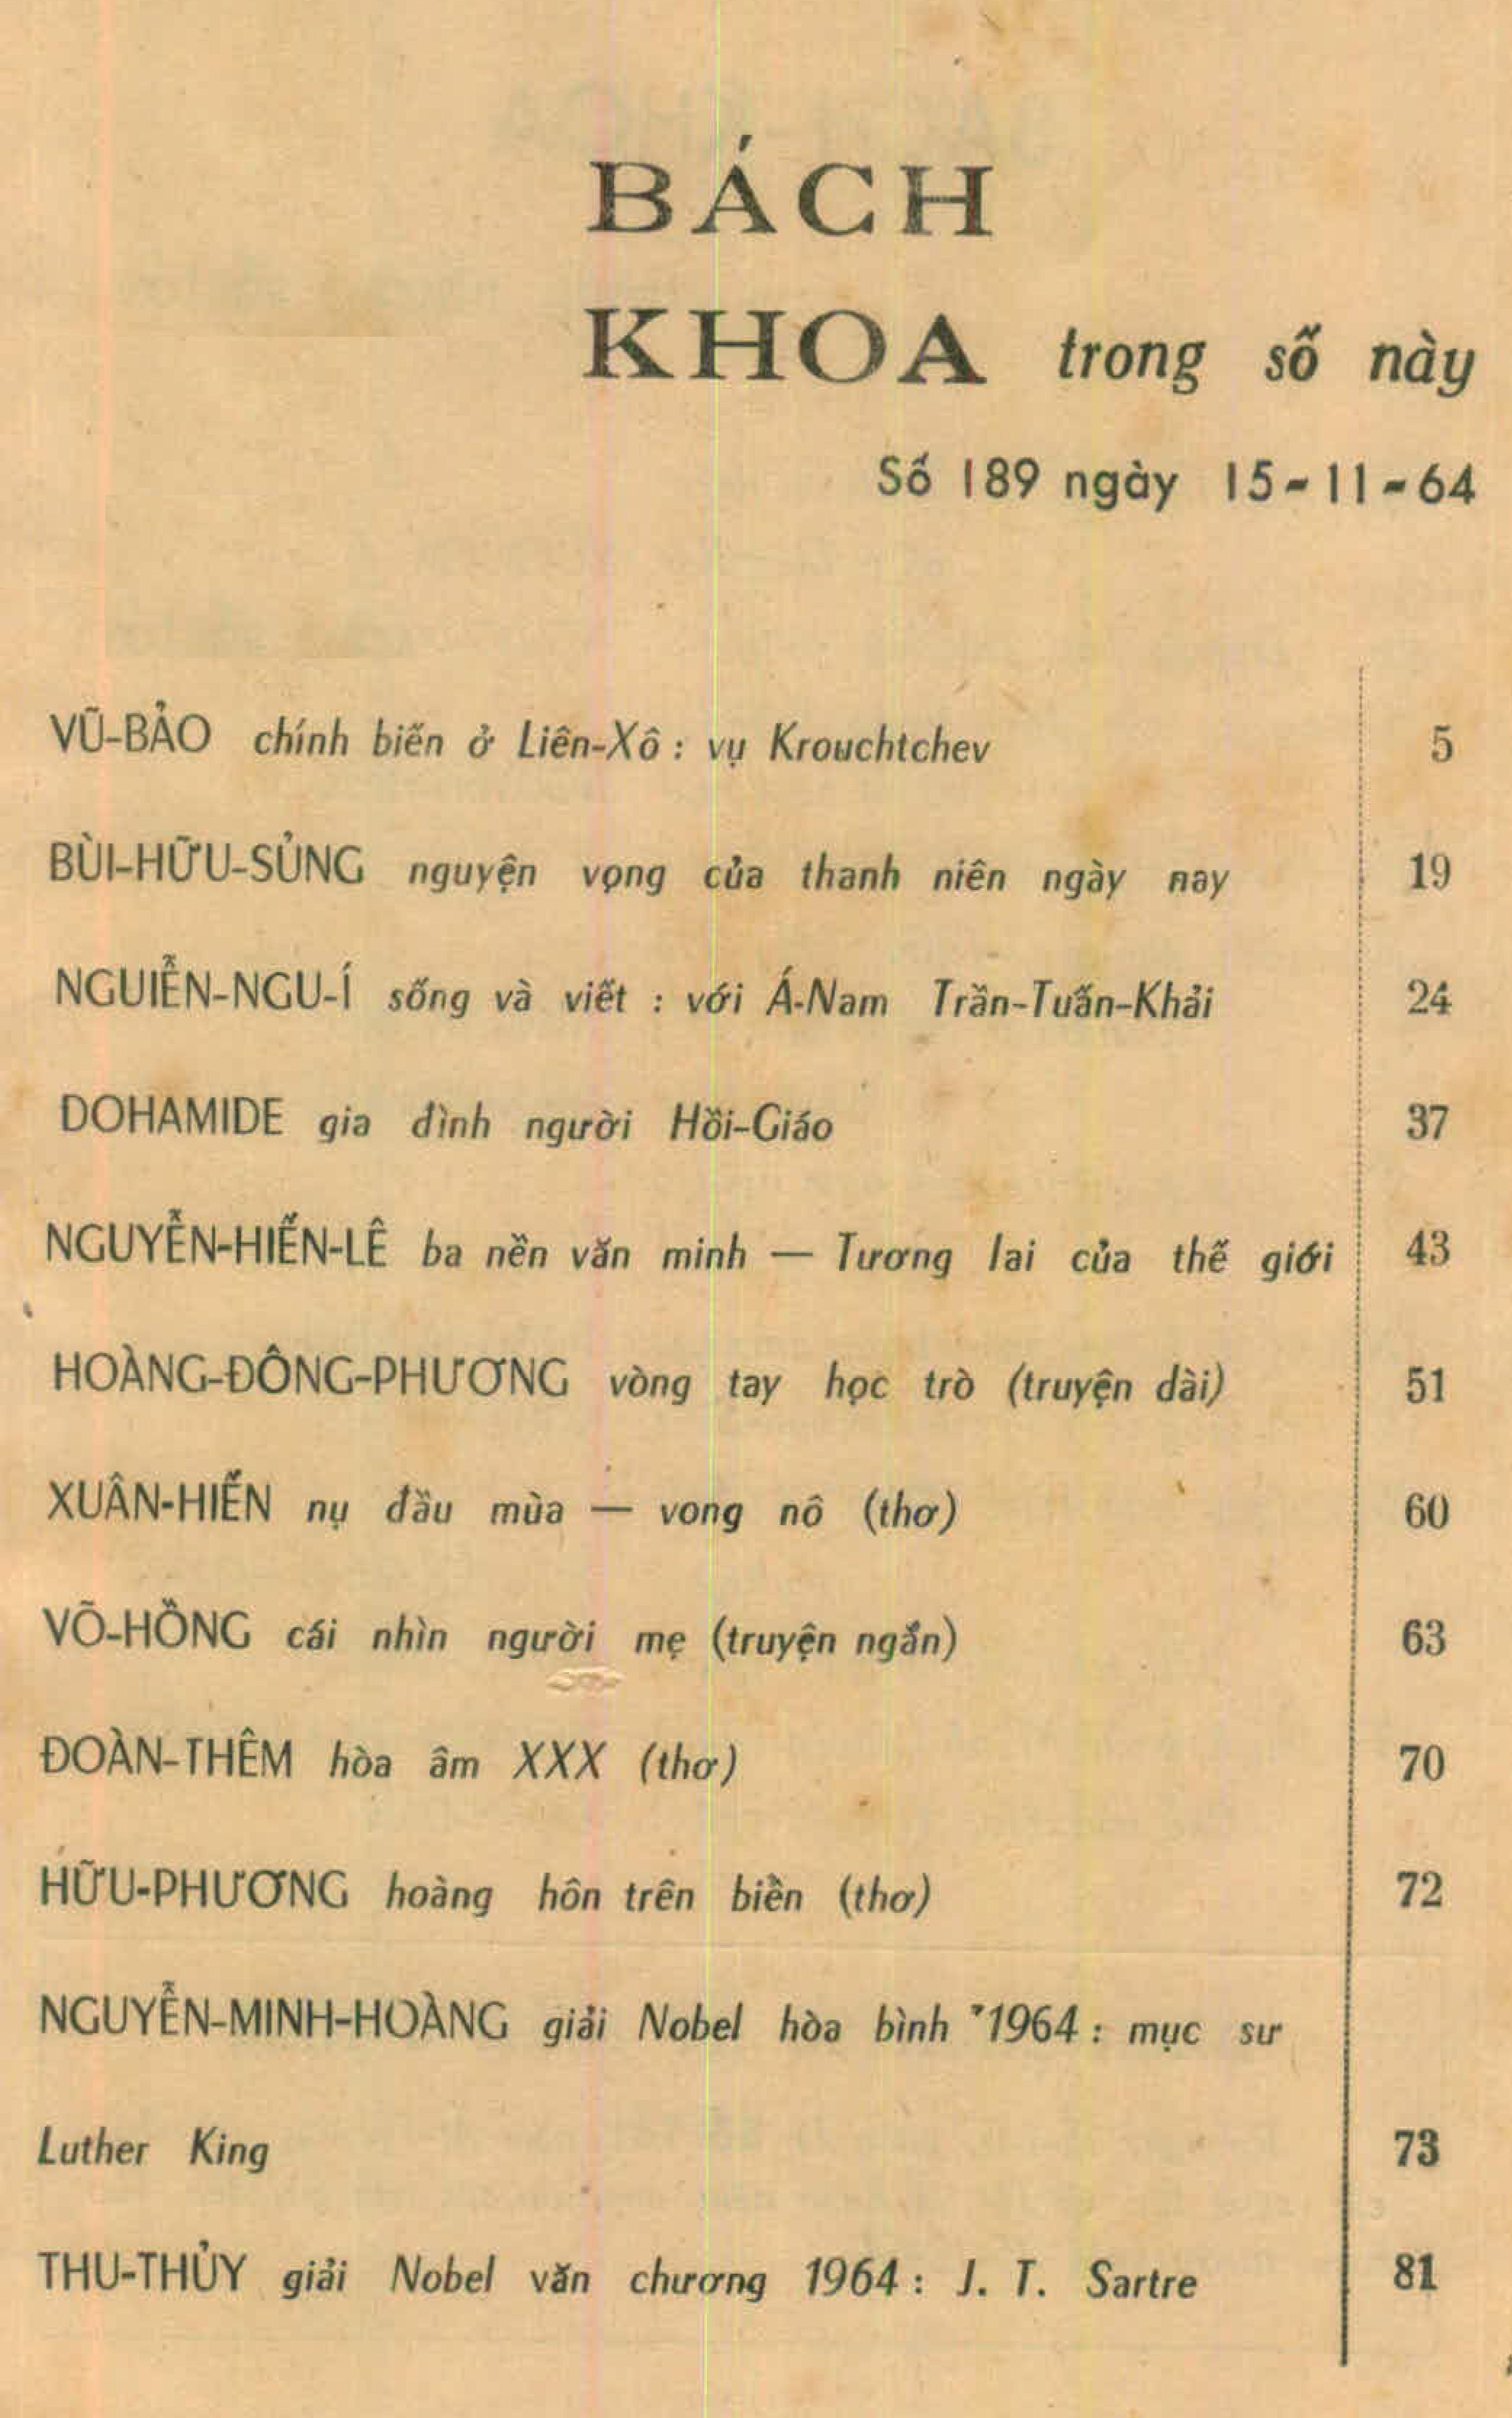 BÁCH
KHOA trong số này
Số 189 ngày 15-11-64
VŨ-BẢO chính biến ở Liên-Xô : vụ Krouchtchev 5
BÙI-HỮU-SỦNG nguyện vọng của thanh niên ngày nay 19
NGUIỄN-NGU-Í sống và viết : với Á-Nam Trần-Tuấn-Khải 24
DOHAMIDE gia đình người Hồi-Giáo 37
NGUYỄN-HIẾN-LÊ ba nền văn minh — Tương lai của thế giới 43
HOÀNG-ĐÔNG-PHƯƠNG vòng tay học trò (truyện dài) 51
XUÂN-HIẾN nụ đầu mùa — vong nô (thơ) 60
VÕ-HỒNG cái nhìn người mẹ (truyện ngắn) 63
ĐOÀN-THÊM hòa âm XXX (thơ) 70
HỮU-PHƯƠNG hoàng hôn trên biển (thơ) 72
NGUYỄN-MINH-HOÀNG giải Nobel hòa bình 1964 : mục sư
Luther King 73
THU-THỦY giải Nobel văn chương 1964 : J. T. Sartre 81